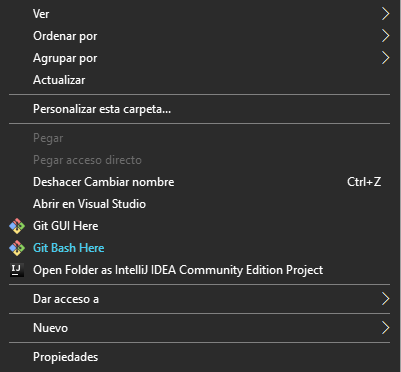 Ver
Ordenar por
Agrupar por
Actualizar
Personalizar esta carpeta...
Pegar
Pegar acceso directo
Deshacer Cambiar nombre Ctrl+Z
Abrir en Visual Studio
Git GUI Here
Git Bash Here
IJ Open Folder as IntelliJ IDEA Community Edition Project
Dar acceso a
Nuevo
Propiedades